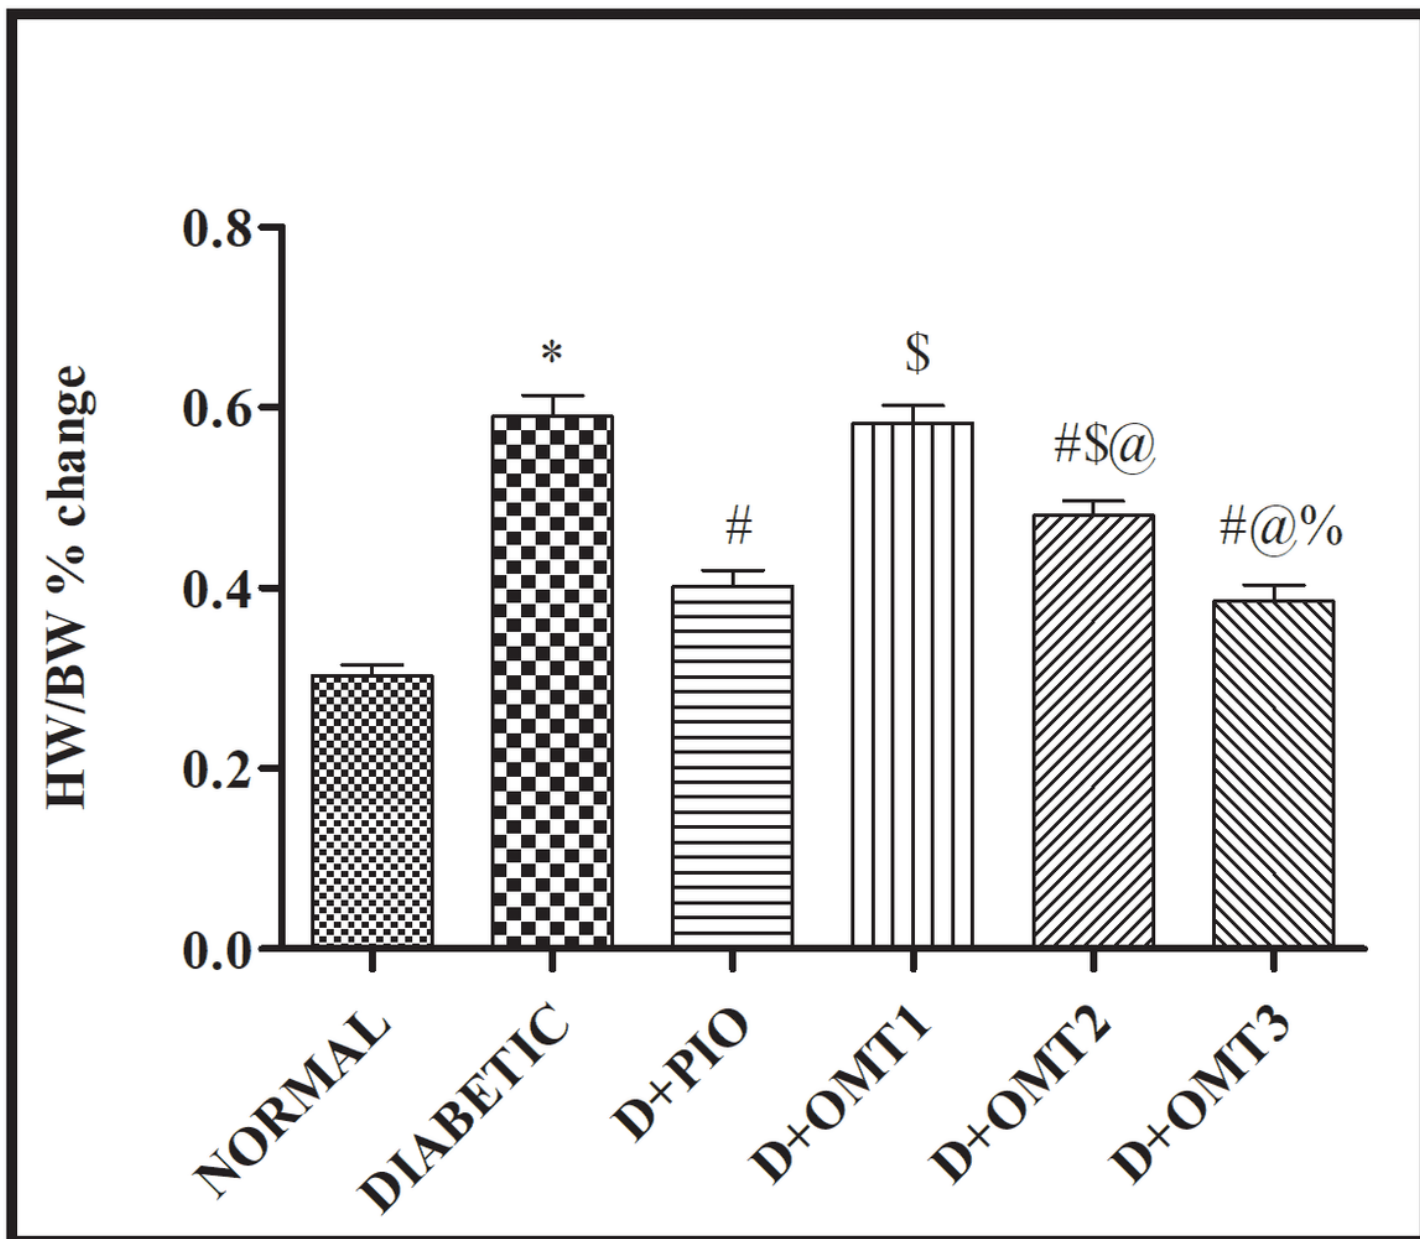 HW/BW % change
0.8
0.6
0.4
0.2
0.0
*
#
$
#$@
#@%
NORMAL
DIABETIC
D+PIO
D+OMT1
D+OMT2
D+OMT3